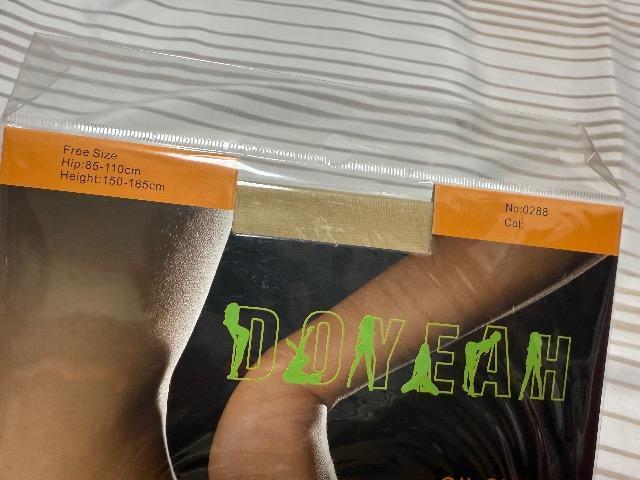 Free Size
Hip:85-110cm
Height:150-185cm
No:0288
Col:
DOYEAH